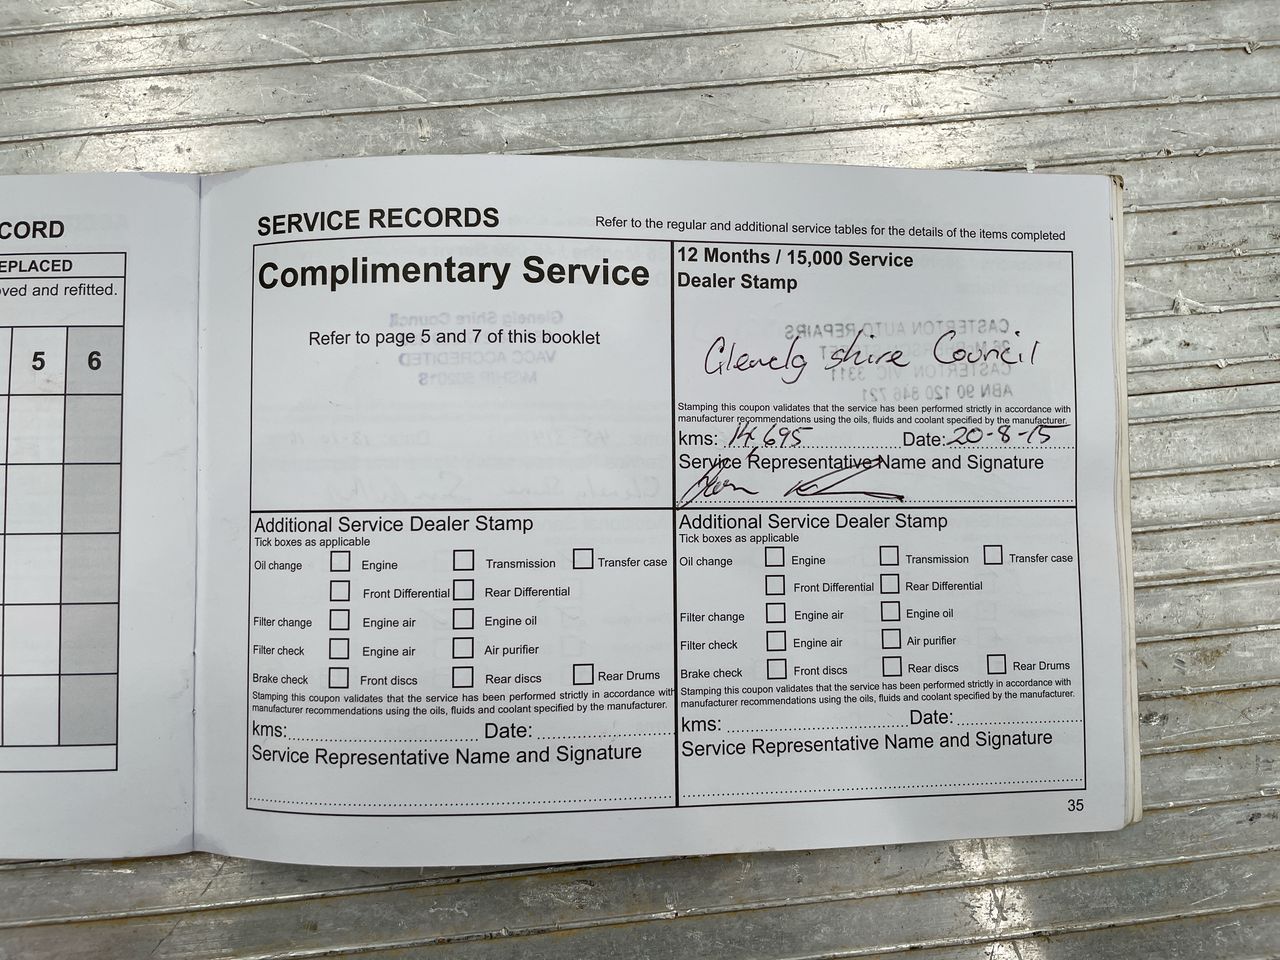 CORD
EPLACED
oved and refitted.
5 6
SERVICE RECORDS
Refer to the regular and additional service tables for the details of the items completed
Complimentary Service
Refer to page 5 and 7 of this booklet
12 Months / 15,000 Service
Dealer Stamp
Glenelg Shire Council
Stamping this coupon validates that the service has been performed strictly in accordance with
manufacturer recommendations using the oils, fluids and coolant specified by the manufacturer.
kms: 14,695 Date: 20-8-15
Service Representative Name and Signature
Additional Service Dealer Stamp
Tick boxes as applicable
Oil change Engine Transmission Transfer case
Front Differential Rear Differential
Filter change Engine air Engine oil
Filter check Engine air Air purifier
Brake check Front discs Rear discs Rear Drums
Stamping this coupon validates that the service has been performed strictly in accordance with
manufacturer recommendations using the oils, fluids and coolant specified by the manufacturer.
kms: Date:
Service Representative Name and Signature
Additional Service Dealer Stamp
Tick boxes as applicable
Oil change Engine Transmission Transfer case
Front Differential Rear Differential
Filter change Engine air Engine oil
Filter check Engine air Air purifier
Brake check Front discs Rear discs Rear Drums
Stamping this coupon validates that the service has been performed strictly in accordance with
manufacturer recommendations using the oils, fluids and coolant specified by the manufacturer.
kms: Date:
Service Representative Name and Signature
35